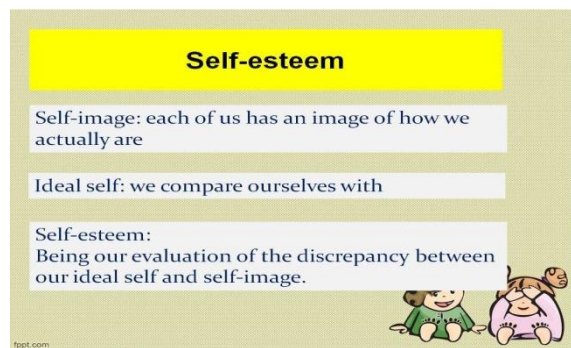 Self-esteem
Self-image: each of us has an image of how we
actually are
Ideal self: we compare ourselves with
Self-esteem:
Being our evaluation of the discrepancy between
our ideal self and self-image.
fppt.com